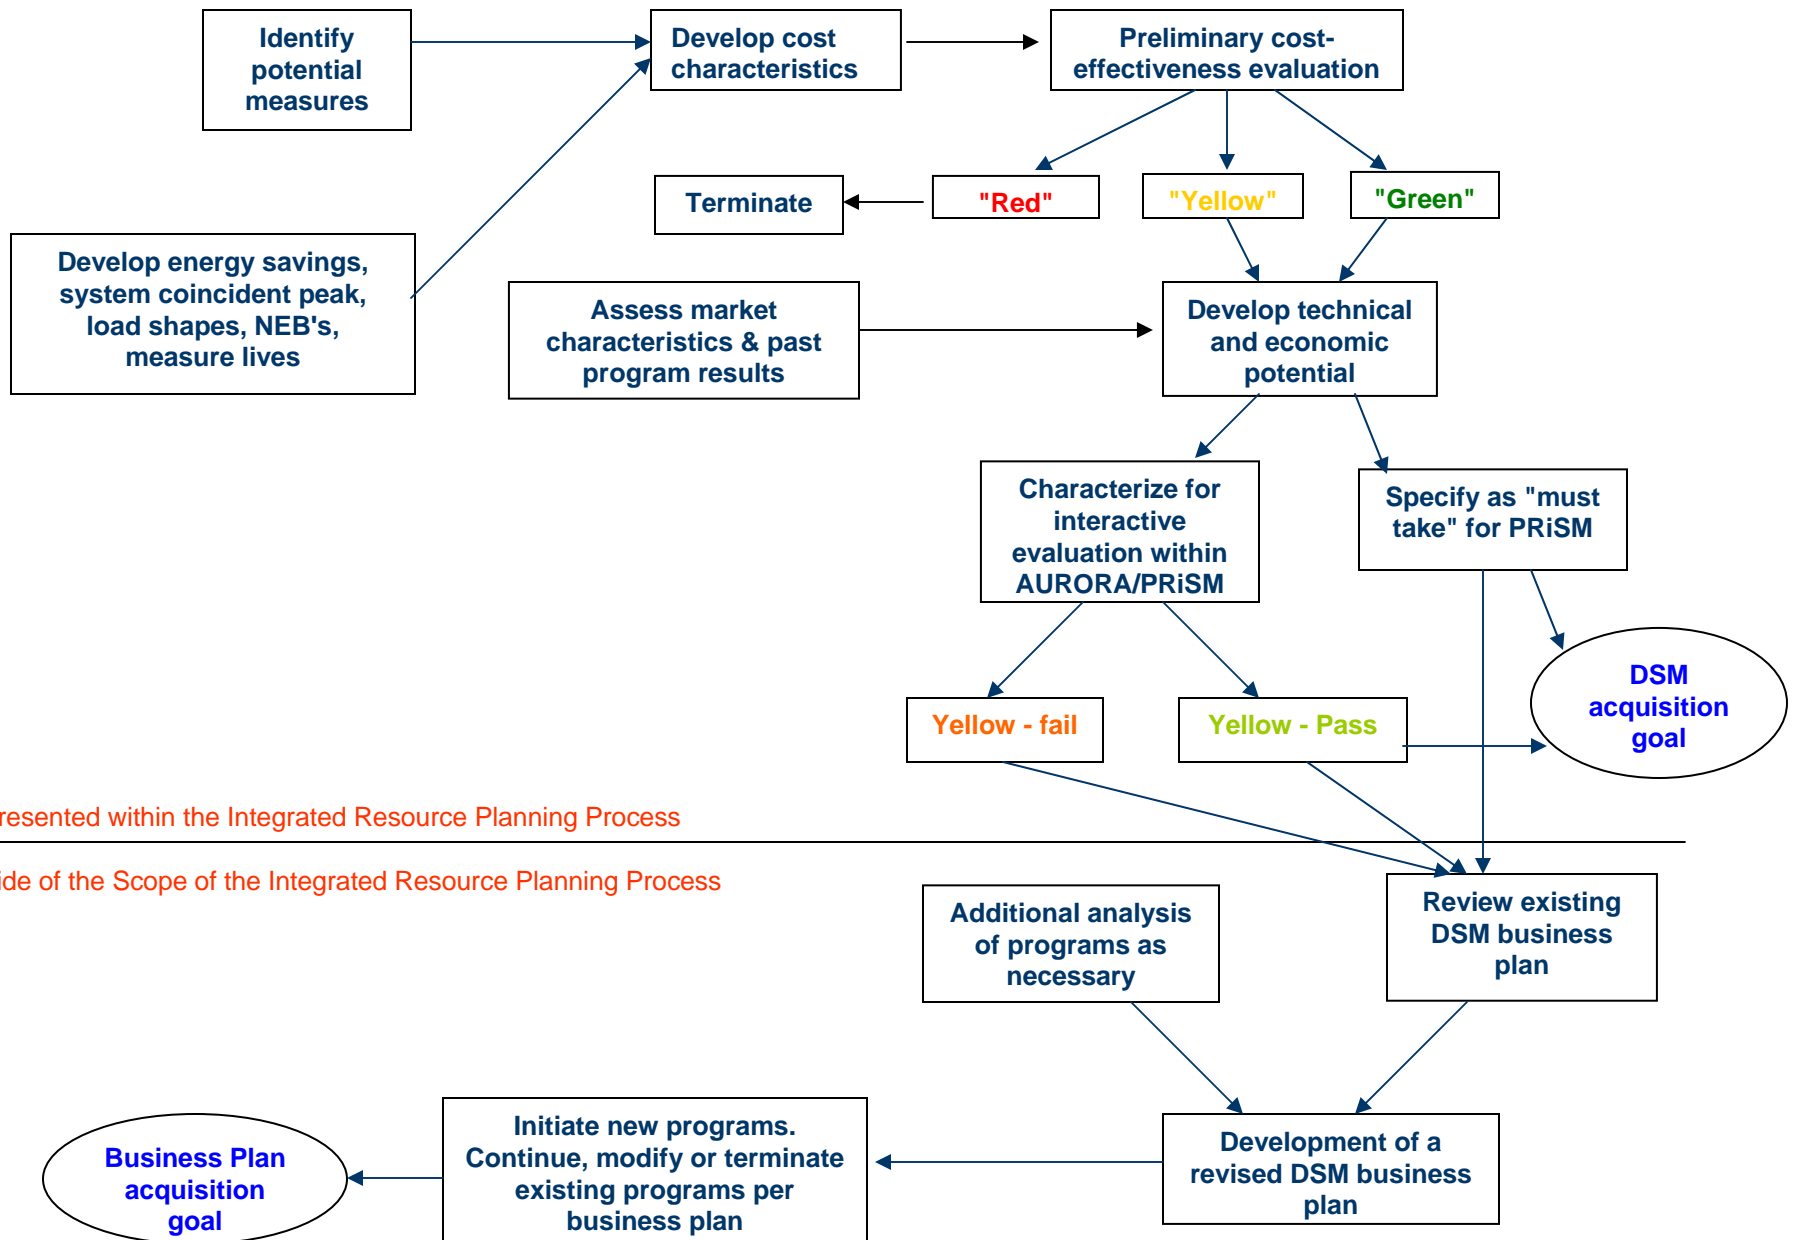 Identify
potential
measures
Develop cost
characteristics
Preliminary cost-
effectiveness evaluation
Terminate
"Red"
"Yellow"
"Green"
Develop energy savings,
system coincident peak,
load shapes, NEB's,
measure lives
Assess market
characteristics & past
program results
Develop technical
and economic
potential
Characterize for
interactive
evaluation within
AURORA/PRiSM
Specify as "must
take" for PRiSM
Yellow - fail
Yellow - Pass
DSM
acquisition
goal
resented within the Integrated Resource Planning Process
ide of the Scope of the Integrated Resource Planning Process
Additional analysis
of programs as
necessary
Review existing
DSM business
plan
Business Plan
acquisition
goal
Initiate new programs.
Continue, modify or terminate
existing programs per
business plan
Development of a
revised DSM business
plan